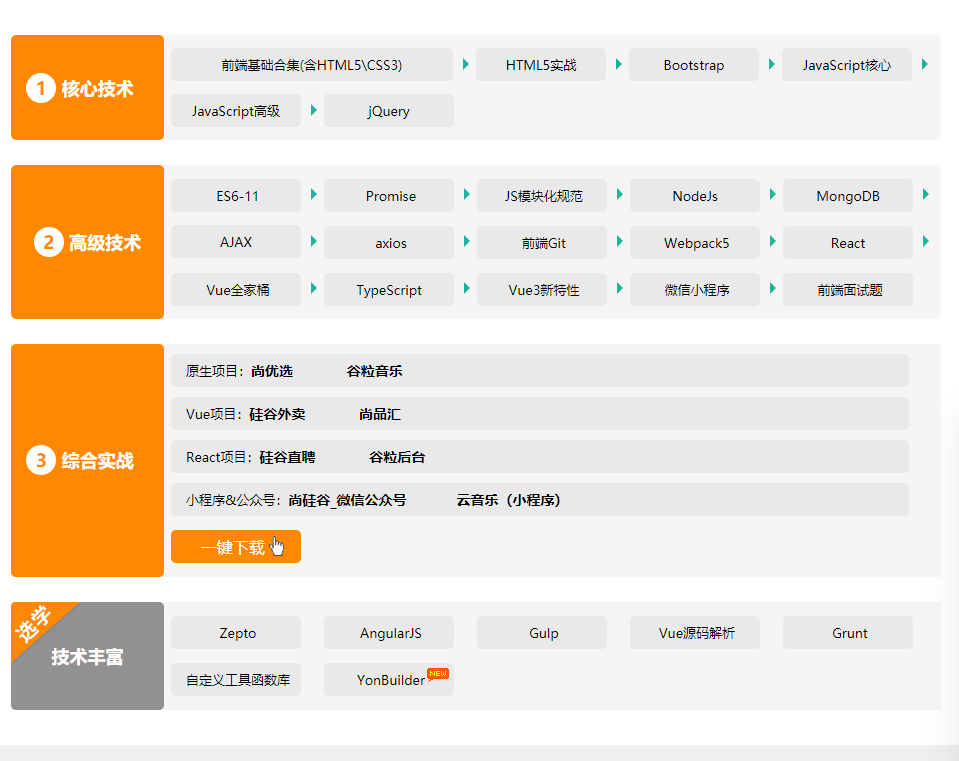 1 核心技术
前端基础合集(含HTML5\CSS3) HTML5实战 Bootstrap JavaScript核心
JavaScript高级 jQuery
2 高级技术
ES6-11 Promise JS模块化规范 NodeJs MongoDB
AJAX axios 前端Git Webpack5 React
Vue全家桶 TypeScript Vue3新特性 微信小程序 前端面试题
3 综合实战
原生项目：尚优选 谷粒音乐
Vue项目：硅谷外卖 尚品汇
React项目：硅谷直聘 谷粒后台
小程序&公众号：尚硅谷_微信公众号 云音乐（小程序）
一键下载
选学
技术丰富
Zepto AngularJS Gulp Vue源码解析 Grunt
自定义工具函数库 YonBuilder NEW